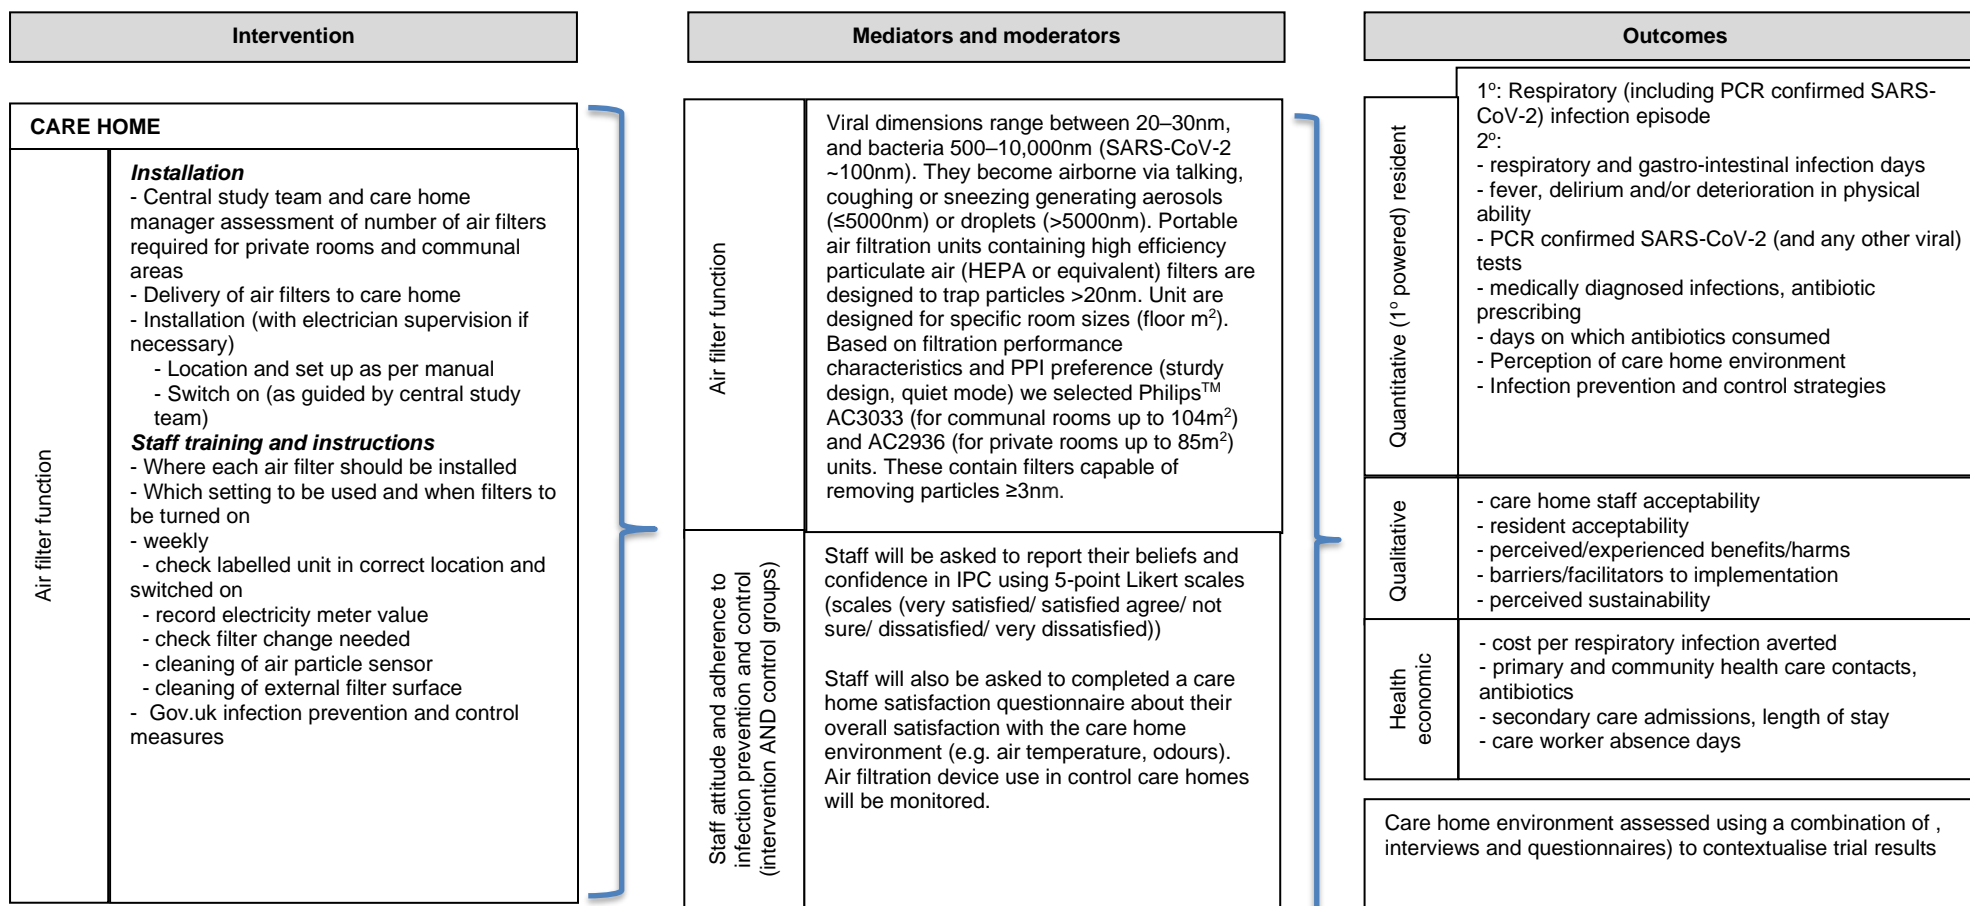 Intervention
CARE HOME
Air filter function
Installation
- Central study team and care home
manager assessment of number of air filters
required for private rooms and communal
areas
- Delivery of air filters to care home
- Installation (with electrician supervision if
necessary)
- Location and set up as per manual
- Switch on (as guided by central study
team)
Staff training and instructions
- Where each air filter should be installed
- Which setting to be used and when filters to
be turned on
- weekly
- check labelled unit in correct location and
switched on
- record electricity meter value
- check filter change needed
- cleaning of air particle sensor
- cleaning of external filter surface
- Gov.uk infection prevention and control
measures
Mediators and moderators
Air filter function
Viral dimensions range between 20–30nm,
and bacteria 500–10,000nm (SARS-CoV-2
~100nm). They become airborne via talking,
coughing or sneezing generating aerosols
(≤5000nm) or droplets (>5000nm). Portable
air filtration units containing high efficiency
particulate air (HEPA or equivalent) filters are
designed to trap particles >20nm. Unit are
designed for specific room sizes (floor m²).
Based on filtration performance
characteristics and PPI preference (sturdy
design, quiet mode) we selected Philips™
AC3033 (for communal rooms up to 104m²)
and AC2936 (for private rooms up to 85m²)
units. These contain filters capable of
removing particles ≥3nm.
Staff attitude and adherence to
infection prevention and control
(intervention AND control groups)
Staff will be asked to report their beliefs and
confidence in IPC using 5-point Likert scales
(scales (very satisfied/ satisfied agree/ not
sure/ dissatisfied/ very dissatisfied))
Staff will also be asked to completed a care
home satisfaction questionnaire about their
overall satisfaction with the care home
environment (e.g. air temperature, odours).
Air filtration device use in control care homes
will be monitored.
Outcomes
Quantitative (1º powered) resident
1º: Respiratory (including PCR confirmed SARS-
CoV-2) infection episode
2º:
- respiratory and gastro-intestinal infection days
- fever, delirium and/or deterioration in physical
ability
- PCR confirmed SARS-CoV-2 (and any other viral)
tests
- medically diagnosed infections, antibiotic
prescribing
- days on which antibiotics consumed
- Perception of care home environment
- Infection prevention and control strategies
Qualitative
- care home staff acceptability
- resident acceptability
- perceived/experienced benefits/harms
- barriers/facilitators to implementation
- perceived sustainability
Health
economic
- cost per respiratory infection averted
- primary and community health care contacts,
antibiotics
- secondary care admissions, length of stay
- care worker absence days
Care home environment assessed using a combination of ,
interviews and questionnaires) to contextualise trial results